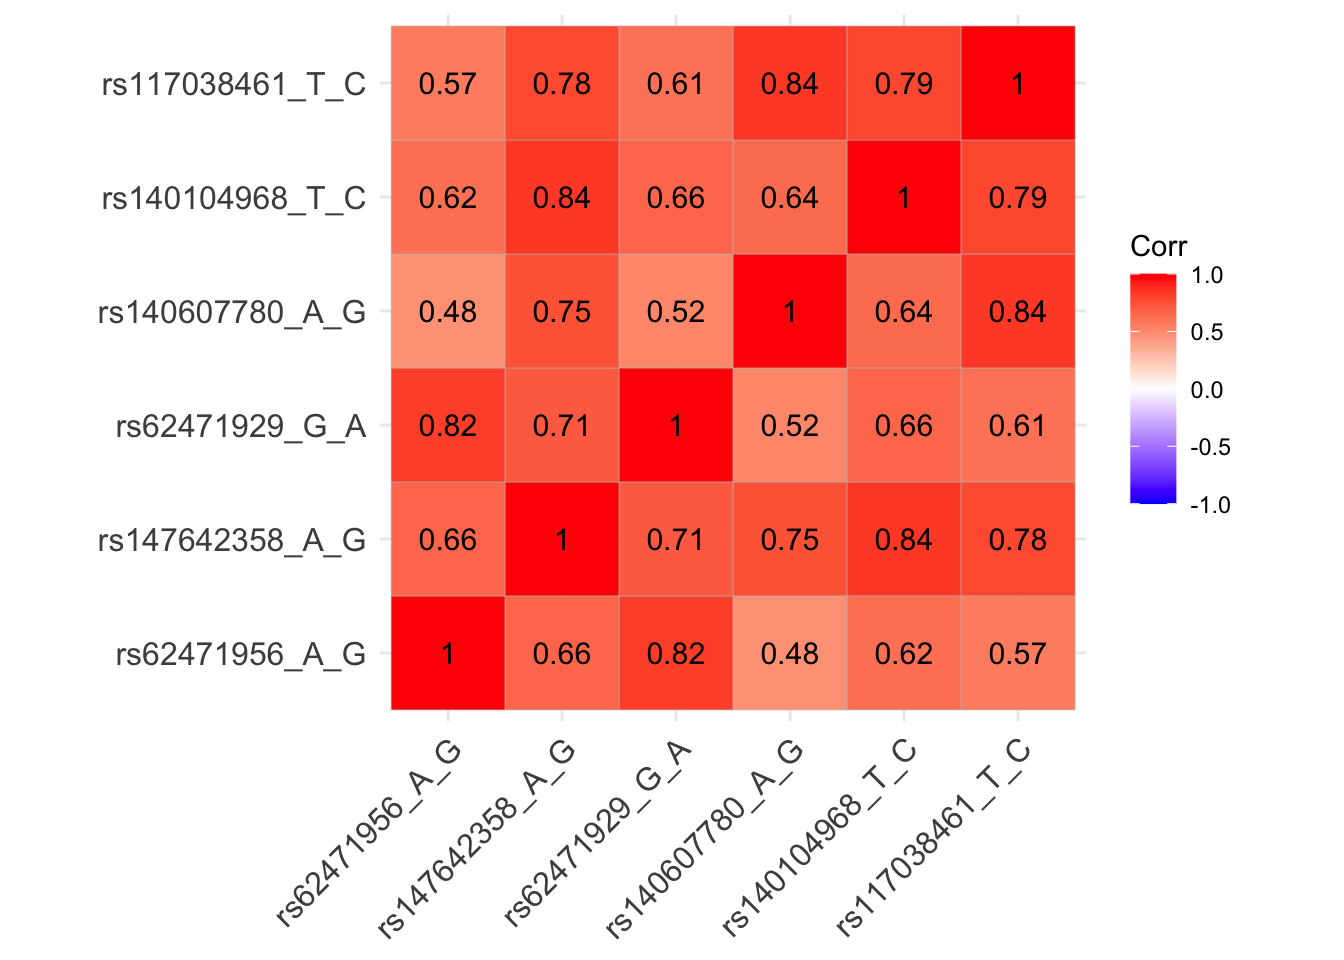 rs117038461_T_C 0.57 0.78 0.61 0.84 0.79 1
rs140104968_T_C 0.62 0.84 0.66 0.64 1 0.79
rs140607780_A_G 0.48 0.75 0.52 1 0.64 0.84
rs62471929_G_A 0.82 0.71 1 0.52 0.66 0.61
rs147642358_A_G 0.66 1 0.71 0.75 0.84 0.78
rs62471956_A_G 1 0.66 0.82 0.48 0.62 0.57
rs62471956_A_G
rs147642358_A_G
rs62471929_G_A
rs140607780_A_G
rs140104968_T_C
rs117038461_T_C
Corr
1.0
0.5
0.0
-0.5
-1.0